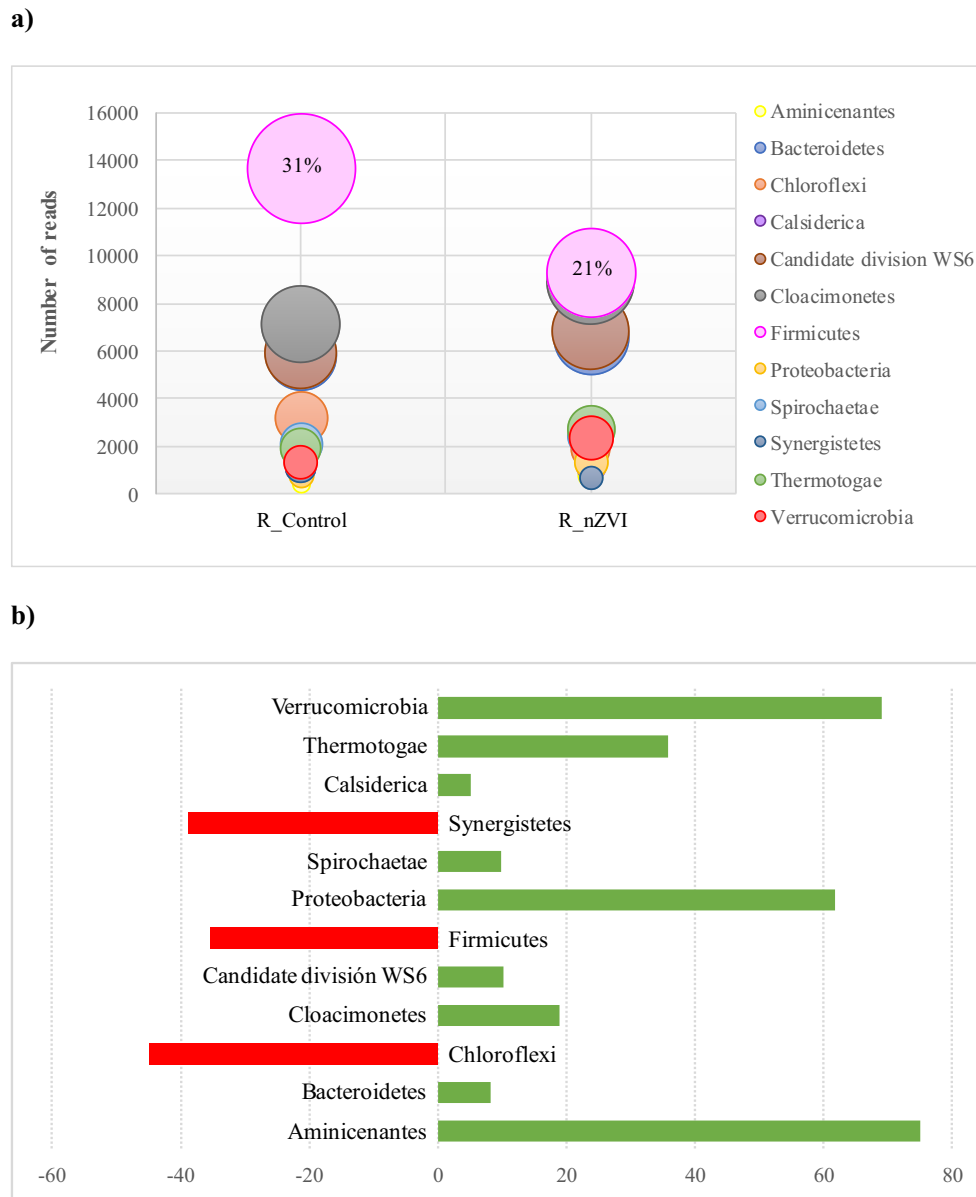 a)
16000
14000
12000
10000
8000
6000
4000
2000
0
Number of reads
31%
21%
R_Control
R_nZVI
Aminicenantes
Bacteroidetes
Chloroflexi
Calsiderica
Candidate division WS6
Cloacimonetes
Firmicutes
Proteobacteria
Spirochaetae
Synergistetes
Thermotogae
Verrucomicrobia
b)
Verrucomicrobia
Thermotogae
Calsiderica
Synergistetes
Spirochaetae
Proteobacteria
Firmicutes
Candidate división WS6
Cloacimonetes
Chloroflexi
Bacteroidetes
Aminicenantes
-60 -40 -20 0 20 40 60 80